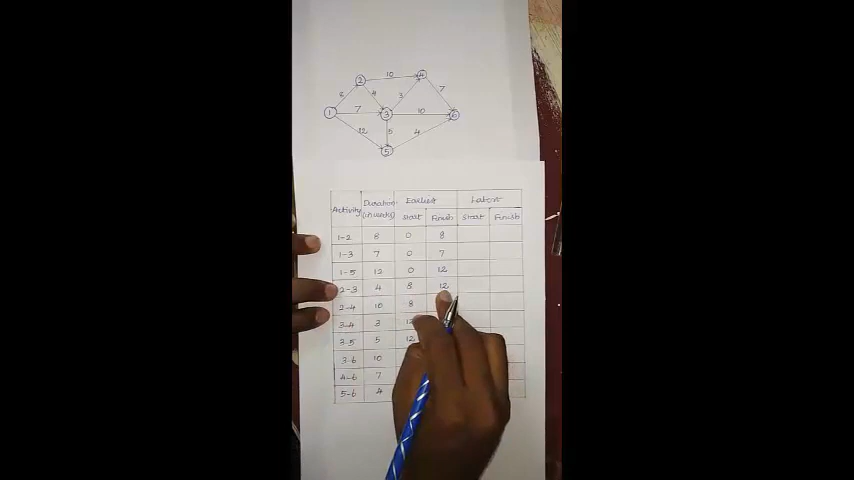 10
2 4
8 4 3 7
1 7 3 10 6
12 5 4
5
Activity Duration (in weeks) Earliest Latest
Start Finish Start Finish
1-2 8 0 8
1-3 7 0 7
1-5 12 0 12
2-3 4 8 12
2-4 10 8
3-4 3
3-5 5 12
3-6 10
4-6 7
5-6 4